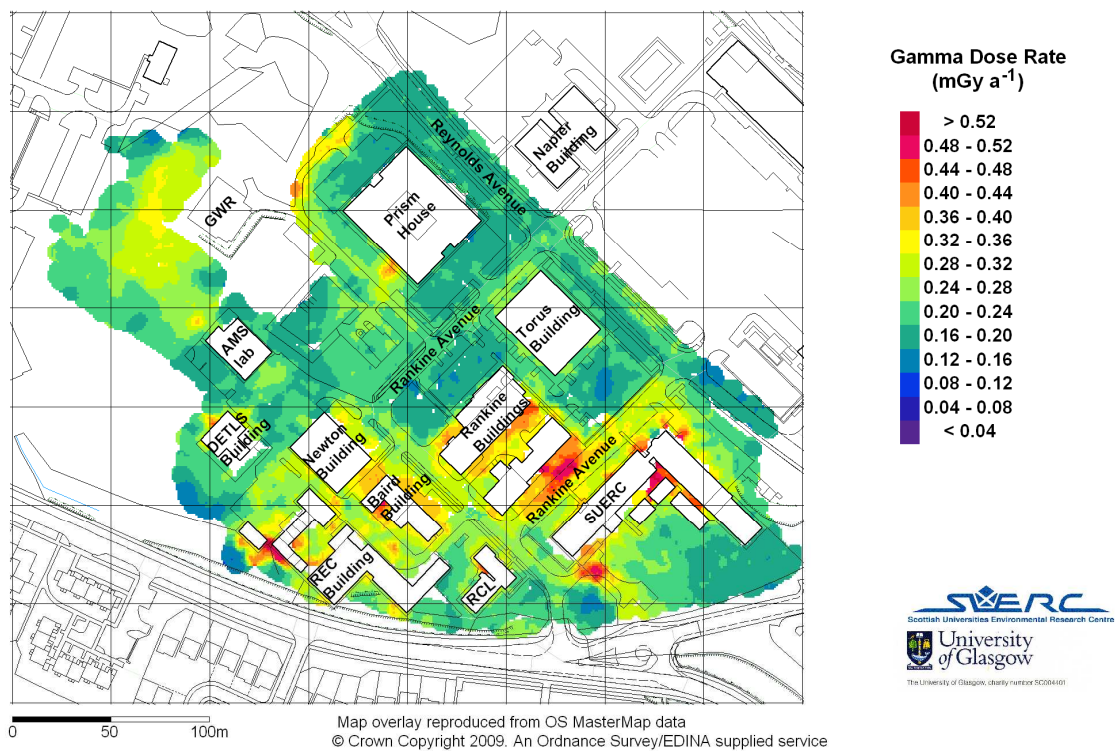 Gamma Dose Rate
(mGy a-1)
> 0.52
0.48 - 0.52
0.44 - 0.48
0.40 - 0.44
0.36 - 0.40
0.32 - 0.36
0.28 - 0.32
0.24 - 0.28
0.20 - 0.24
0.16 - 0.20
0.12 - 0.16
0.08 - 0.12
0.04 - 0.08
< 0.04
Reynolds Avenue
Napier
Building
GWR
Prism
House
Torus
Building
AMS
lab
Rankine Avenue
Rankine
Buildings
DETLS
Building
Newton
Building
Baird
Building
Rankine Avenue
SUERC
REC
Building
RCL
SUERC
Scottish Universities Environmental Research Centre
University
of Glasgow
The University of Glasgow, charity number SC004401
0 50 100m
Map overlay reproduced from OS MasterMap data
© Crown Copyright 2009. An Ordnance Survey/EDINA supplied service